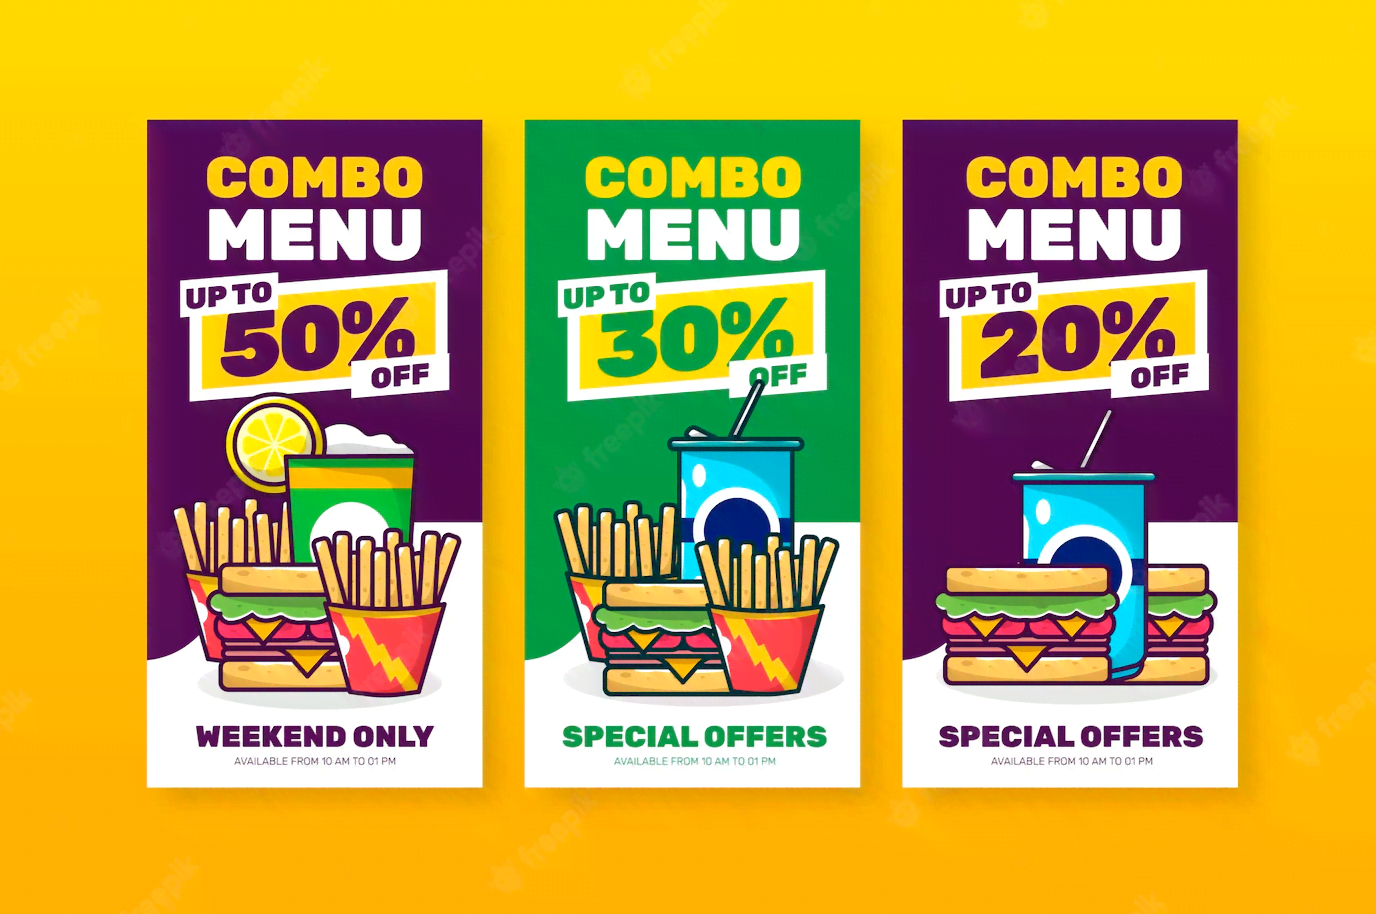 COMBO
MENU
UP TO
50%
OFF
WEEKEND ONLY
AVAILABLE FROM 10 AM TO 01 PM
COMBO
MENU
UP TO
30%
OFF
SPECIAL OFFERS
AVAILABLE FROM 10 AM TO 01 PM
COMBO
MENU
UP TO
20%
OFF
SPECIAL OFFERS
AVAILABLE FROM 10 AM TO 01 PM
freepik